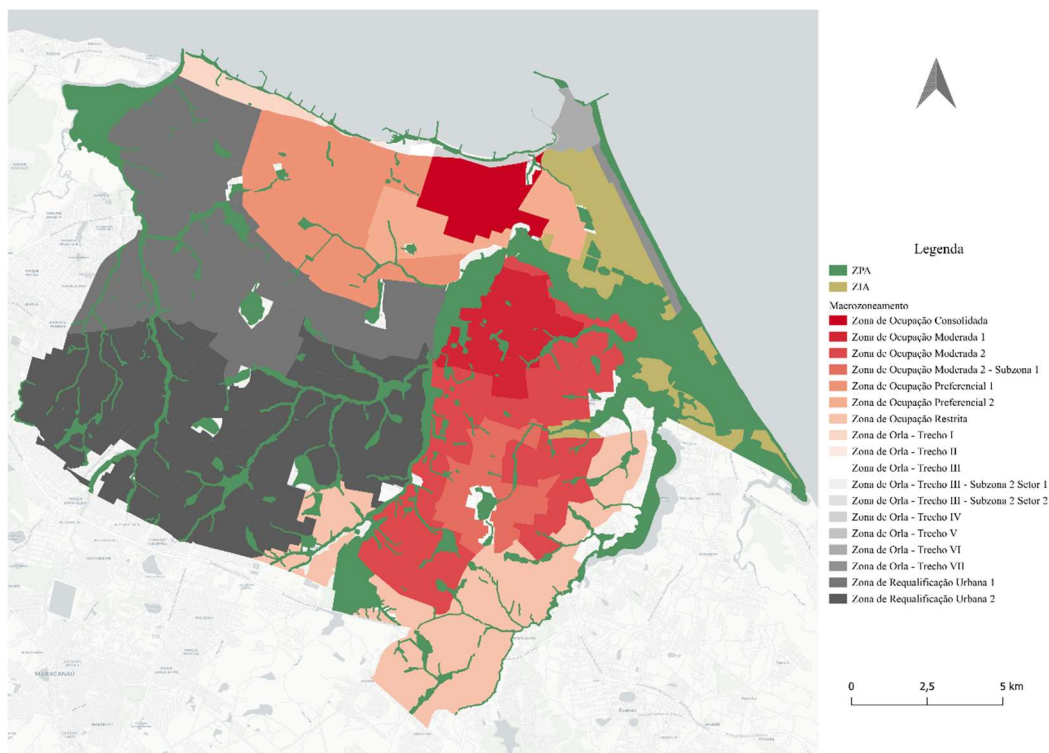 Legenda
ZPA
ZIA
Macrozoneamento
Zona de Ocupação Consolidada
Zona de Ocupação Moderada 1
Zona de Ocupação Moderada 2
Zona de Ocupação Moderada 2 - Subzona 1
Zona de Ocupação Preferencial 1
Zona de Ocupação Preferencial 2
Zona de Ocupação Restrita
Zona de Orla - Trecho I
Zona de Orla - Trecho II
Zona de Orla - Trecho III
Zona de Orla - Trecho III - Subzona 2 Setor 1
Zona de Orla - Trecho III - Subzona 2 Setor 2
Zona de Orla - Trecho IV
Zona de Orla - Trecho V
Zona de Orla - Trecho VI
Zona de Orla - Trecho VII
Zona de Requalificação Urbana 1
Zona de Requalificação Urbana 2
MARACANAÚ
0 2,5 5 km